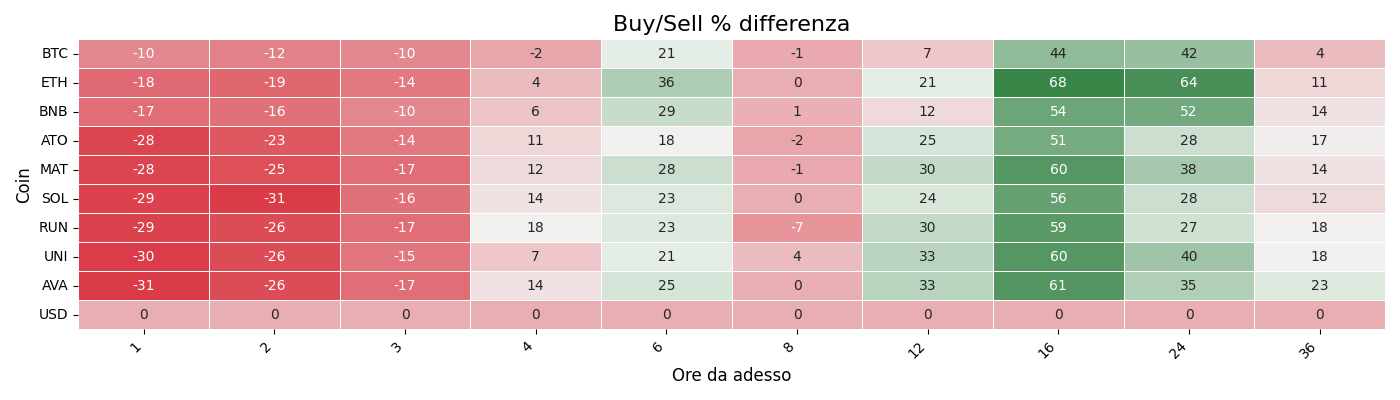 Buy/Sell % differenza
Coin
BTC -10 -12 -10 -2 21 -1 7 44 42 4
ETH -18 -19 -14 4 36 0 21 68 64 11
BNB -17 -16 -10 6 29 1 12 54 52 14
ATO -28 -23 -14 11 18 -2 25 51 28 17
MAT -28 -25 -17 12 28 -1 30 60 38 14
SOL -29 -31 -16 14 23 0 24 56 28 12
RUN -29 -26 -17 18 23 -7 30 59 27 18
UNI -30 -26 -15 7 21 4 33 60 40 18
AVA -31 -26 -17 14 25 0 33 61 35 23
USD 0 0 0 0 0 0 0 0 0 0
1 2 3 4 6 8 12 16 24 36
Ore da adesso